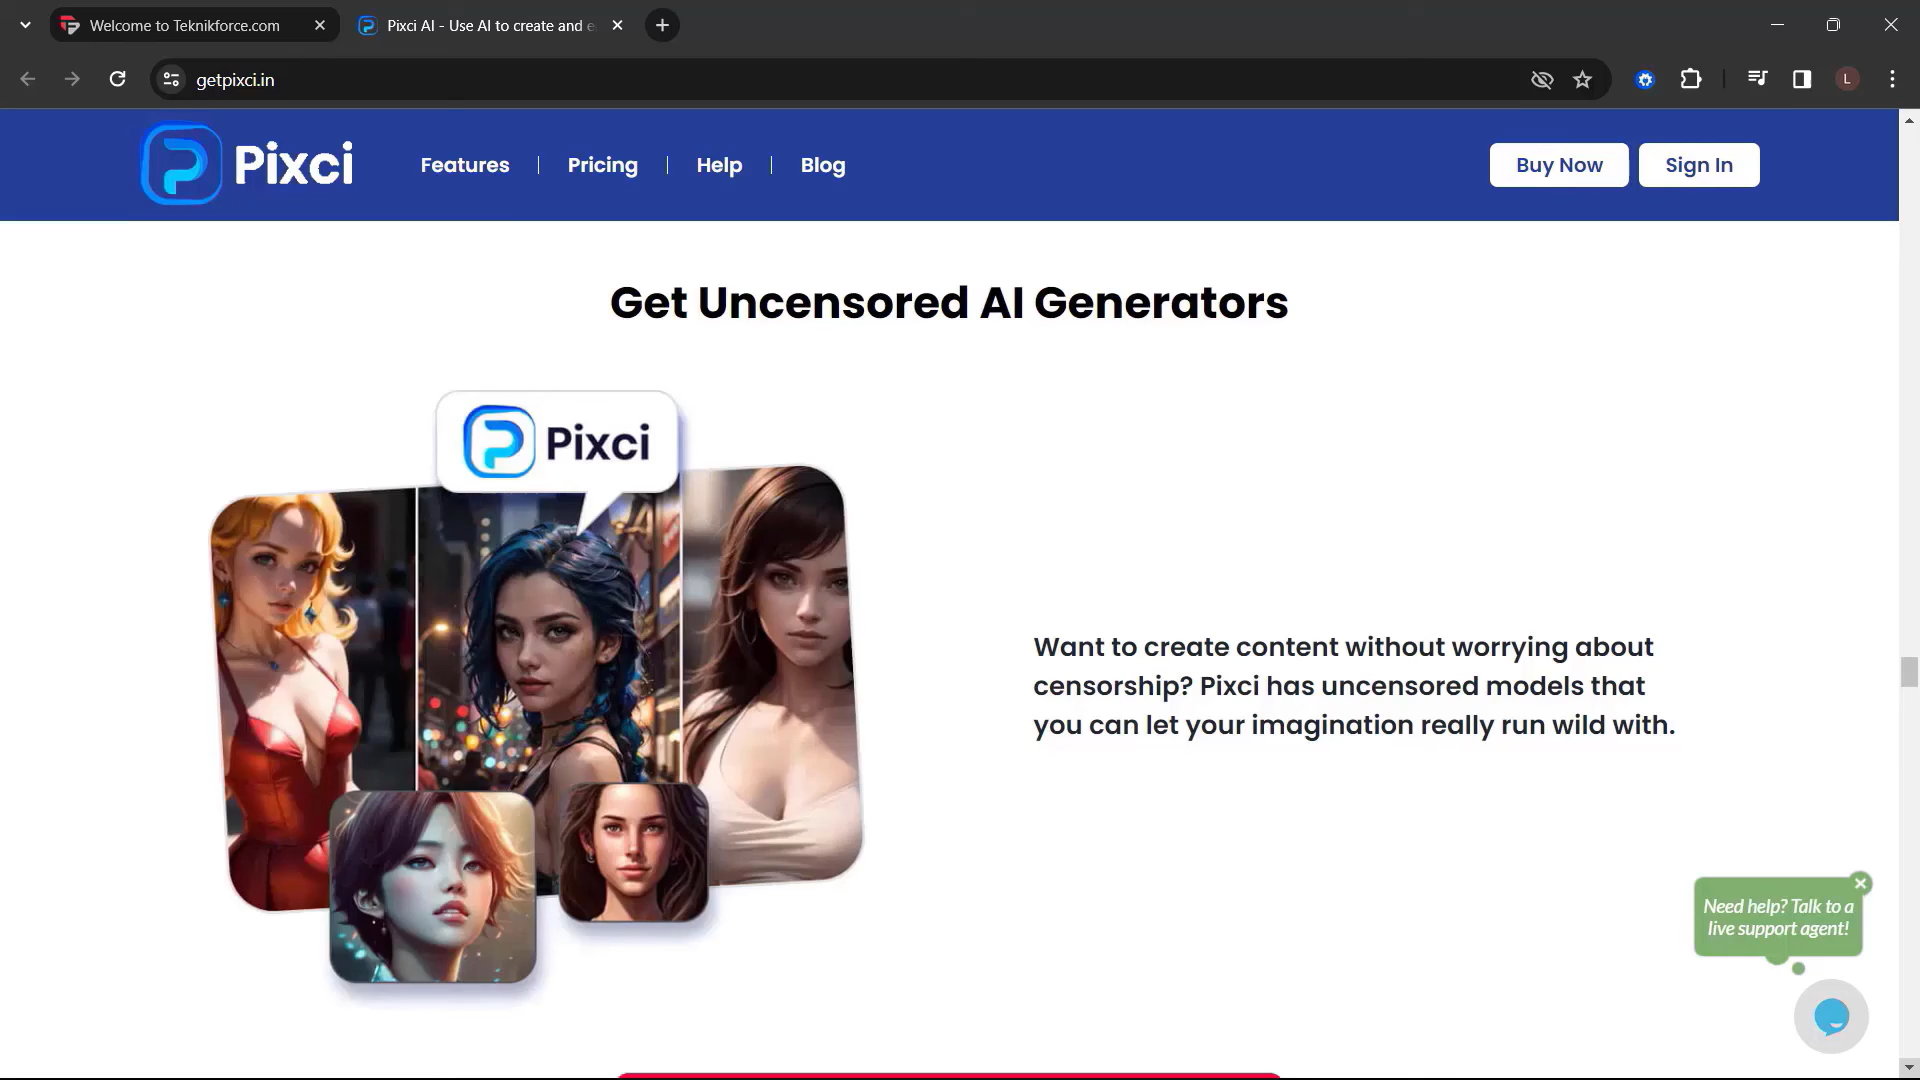 Welcome to Teknikforce.com
Pixci AI - Use AI to create and e
getpixci.in
L
Pixci
Features
Pricing
Help
Blog
Buy Now
Sign In
Get Uncensored AI Generators
Pixci
Want to create content without worrying about
censorship? Pixci has uncensored models that
you can let your imagination really run wild with.
Need help? Talk to a
live support agent!